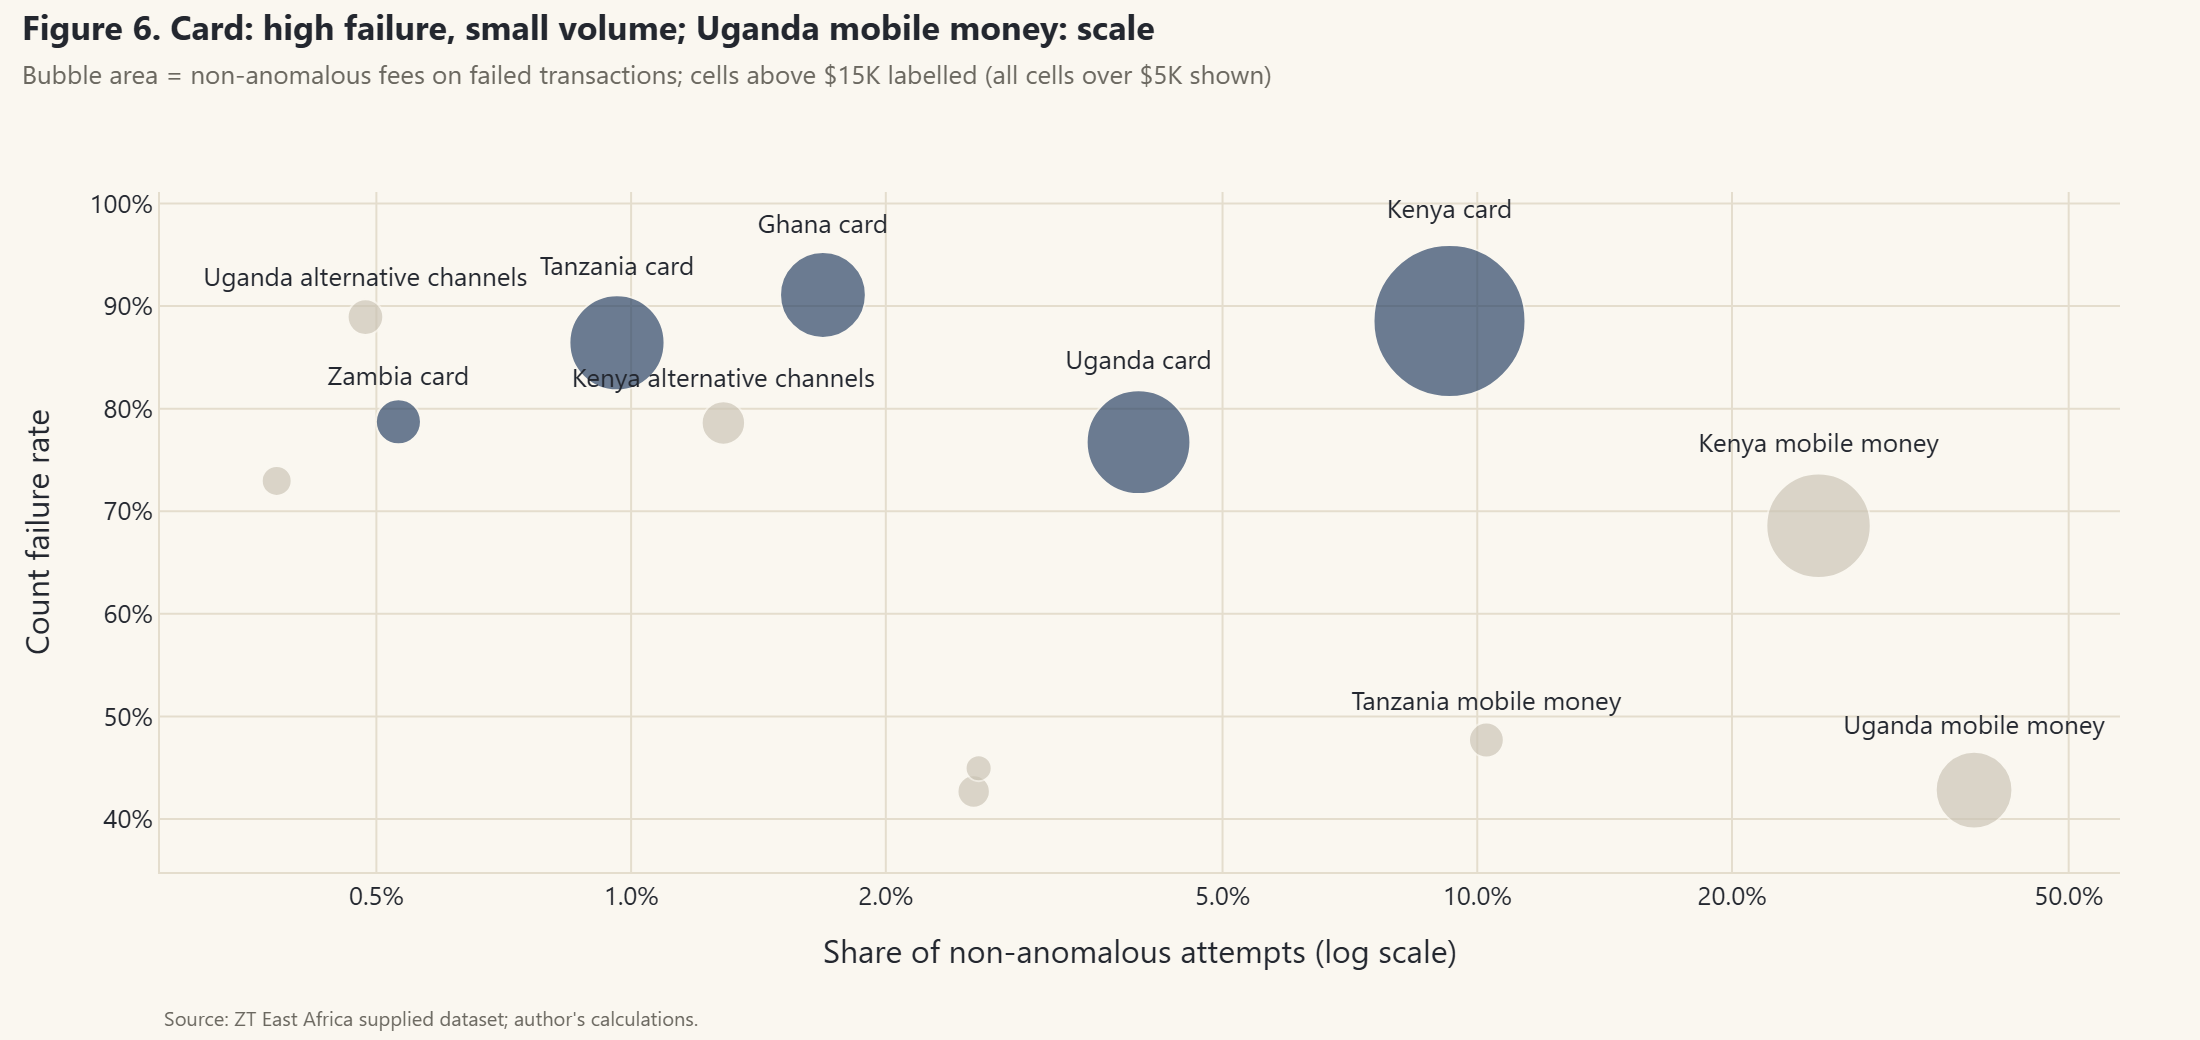 Figure 6. Card: high failure, small volume; Uganda mobile money: scale
Bubble area = non-anomalous fees on failed transactions; cells above $15K labelled (all cells over $5K shown)
100%
90%
80%
70%
60%
50%
40%
Count failure rate
Kenya card
Ghana card
Tanzania card
Uganda alternative channels
Uganda card
Zambia card
Kenya alternative channels
Kenya mobile money
Tanzania mobile money
Uganda mobile money
0.5%
1.0%
2.0%
5.0%
10.0%
20.0%
50.0%
Share of non-anomalous attempts (log scale)
Source: ZT East Africa supplied dataset; author's calculations.